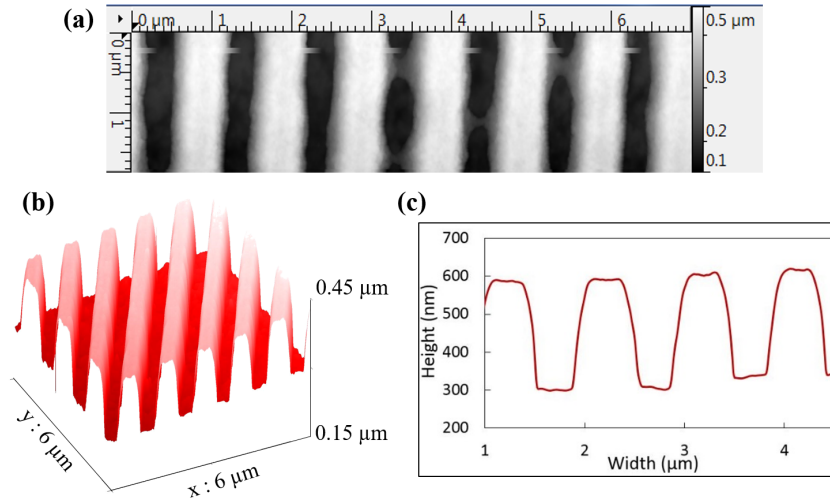 (a)
0 µm 1 2 3 4 5 6
0 µm
1
0.5 µm
0.3
0.2
0.1
(b)
0.45 µm
0.15 µm
y : 6 µm
x : 6 µm
(c)
700
600
500
400
300
200
Height (nm)
1 2 3 4
Width (µm)